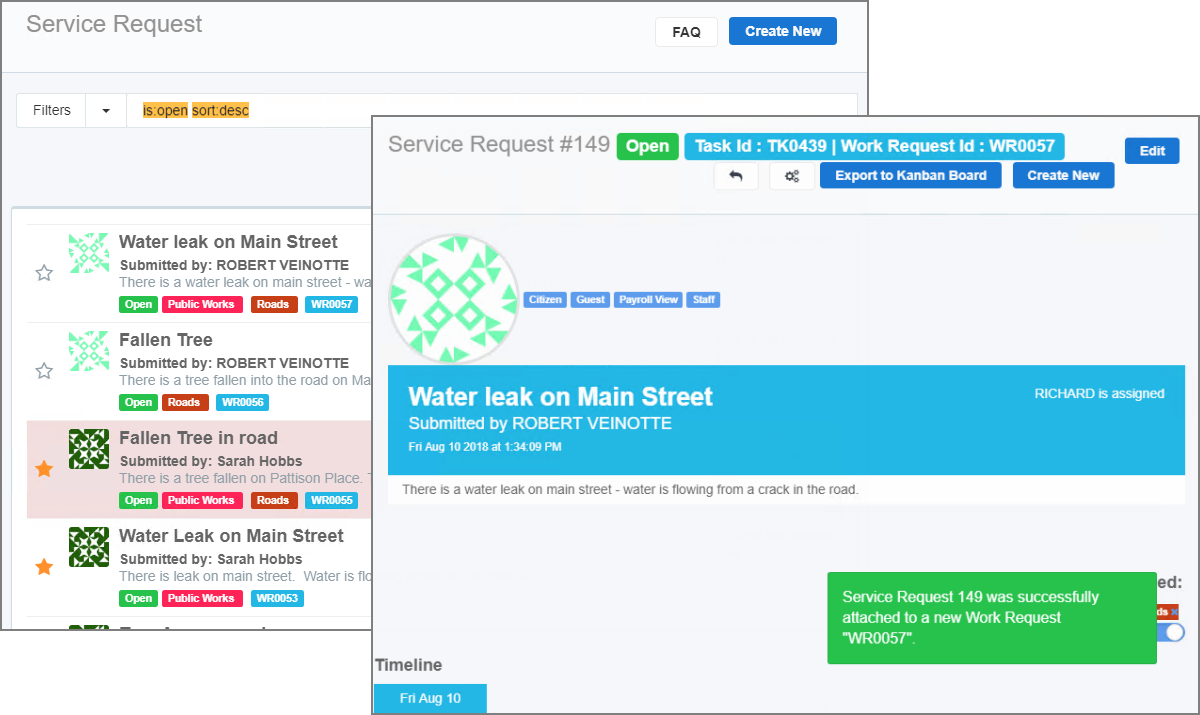 Service Request
FAQ
Create New
Filters
is:open sort:desc
Water leak on Main Street
Submitted by: ROBERT VEINOTTE
There is a water leak on main street - wa
Open Public Works Roads WR0057
Fallen Tree
Submitted by: ROBERT VEINOTTE
There is a tree fallen into the road on Ma
Open Roads WR0056
Fallen Tree in road
Submitted by: Sarah Hobbs
There is a tree fallen on Pattison Place.
Open Public Works Roads WR0055
Water Leak on Main Street
Submitted by: Sarah Hobbs
There is leak on main street. Water is flo
Open Public Works WR0053
Service Request #149 Open Task Id : TK0439 | Work Request Id : WR0057
Edit
Export to Kanban Board Create New
Citizen Guest Payroll View Staff
Water leak on Main Street
RICHARD is assigned
Submitted by ROBERT VEINOTTE
Fri Aug 10 2018 at 1:34:09 PM
There is a water leak on main street - water is flowing from a crack in the road.
ed:
ds ×
Service Request 149 was successfully
attached to a new Work Request
"WR0057".
Timeline
Fri Aug 10